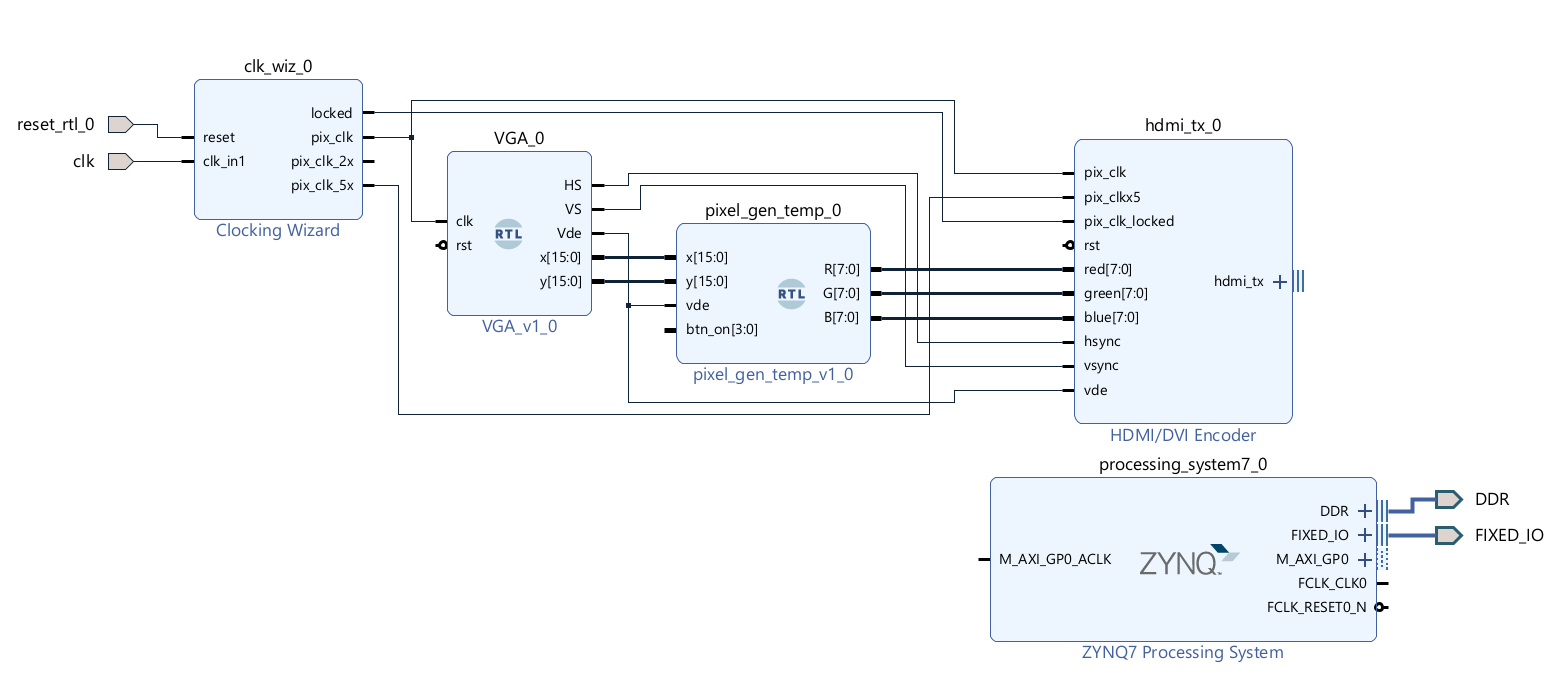 clk_wiz_0
reset_rtl_0
clk
reset
clk_in1
locked
pix_clk
pix_clk_2x
pix_clk_5x
Clocking Wizard
VGA_0
clk
rst
RTL
HS
VS
Vde
x[15:0]
y[15:0]
VGA_v1_0
pixel_gen_temp_0
x[15:0]
y[15:0]
vde
btn_on[3:0]
RTL
R[7:0]
G[7:0]
B[7:0]
pixel_gen_temp_v1_0
hdmi_tx_0
pix_clk
pix_clkx5
pix_clk_locked
rst
red[7:0]
green[7:0]
blue[7:0]
hsync
vsync
vde
hdmi_tx
HDMI/DVI Encoder
processing_system7_0
M_AXI_GP0_ACLK
ZYNQ
DDR
FIXED_IO
M_AXI_GP0
FCLK_CLK0
FCLK_RESET0_N
DDR
FIXED_IO
ZYNQ7 Processing System